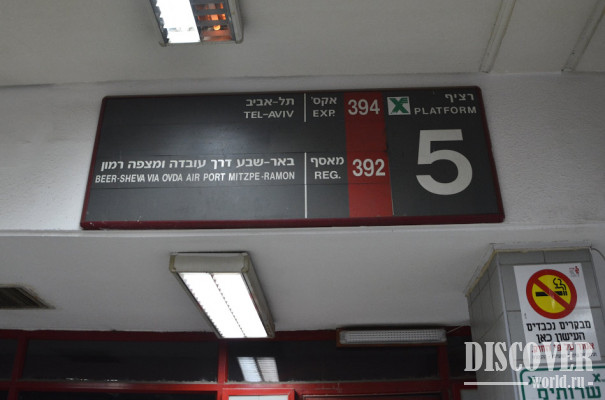 רציף
X PLATFORM
5
תל-אביב אקס' 394
TEL-AVIV EXP.
באר-שבע דרך עובדה ומצפה רמון מאסף 392
BEER-SHEVA VIA OVDA AIR PORT MITZPE-RAMON REG.
מבקרים נכבדים
העישון כאן
שרותים
DISCOVER
world.ru